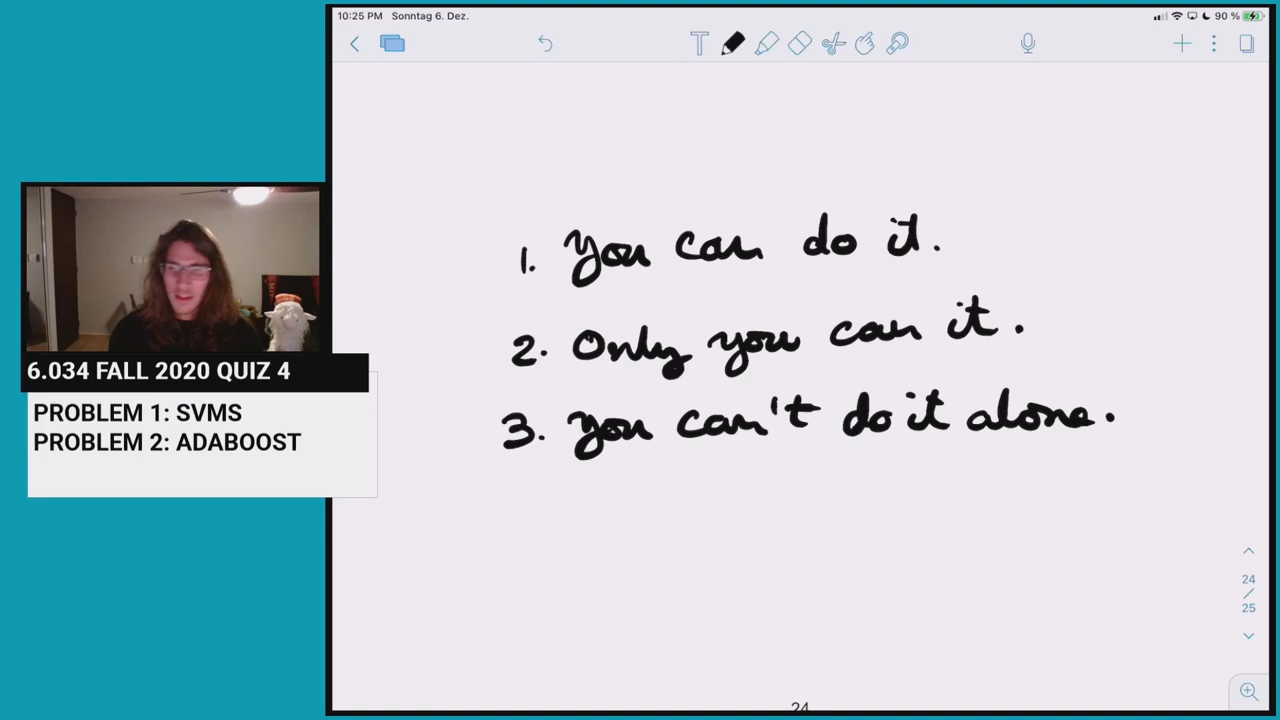 10:25 PM Sonntag 6. Dez.
90 %
T
1. You can do it.
2. Only you can it.
3. You can't do it alone.
6.034 FALL 2020 QUIZ 4
PROBLEM 1: SVMS
PROBLEM 2: ADABOOST
24
/
25
24